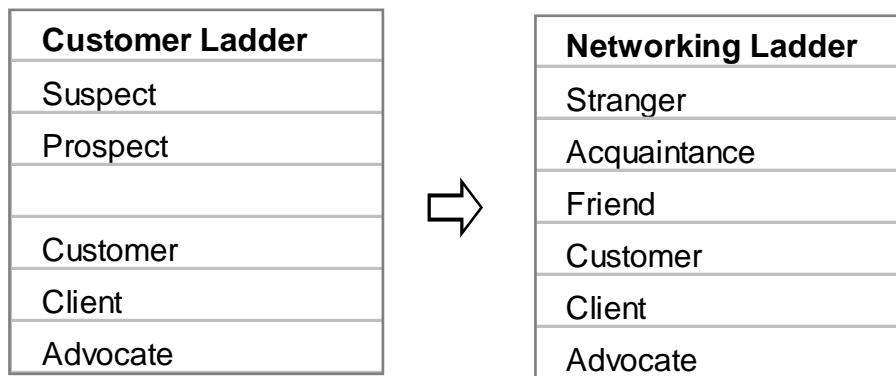 Customer Ladder
Suspect
Prospect
Customer
Client
Advocate
Networking Ladder
Stranger
Acquaintance
Friend
Customer
Client
Advocate